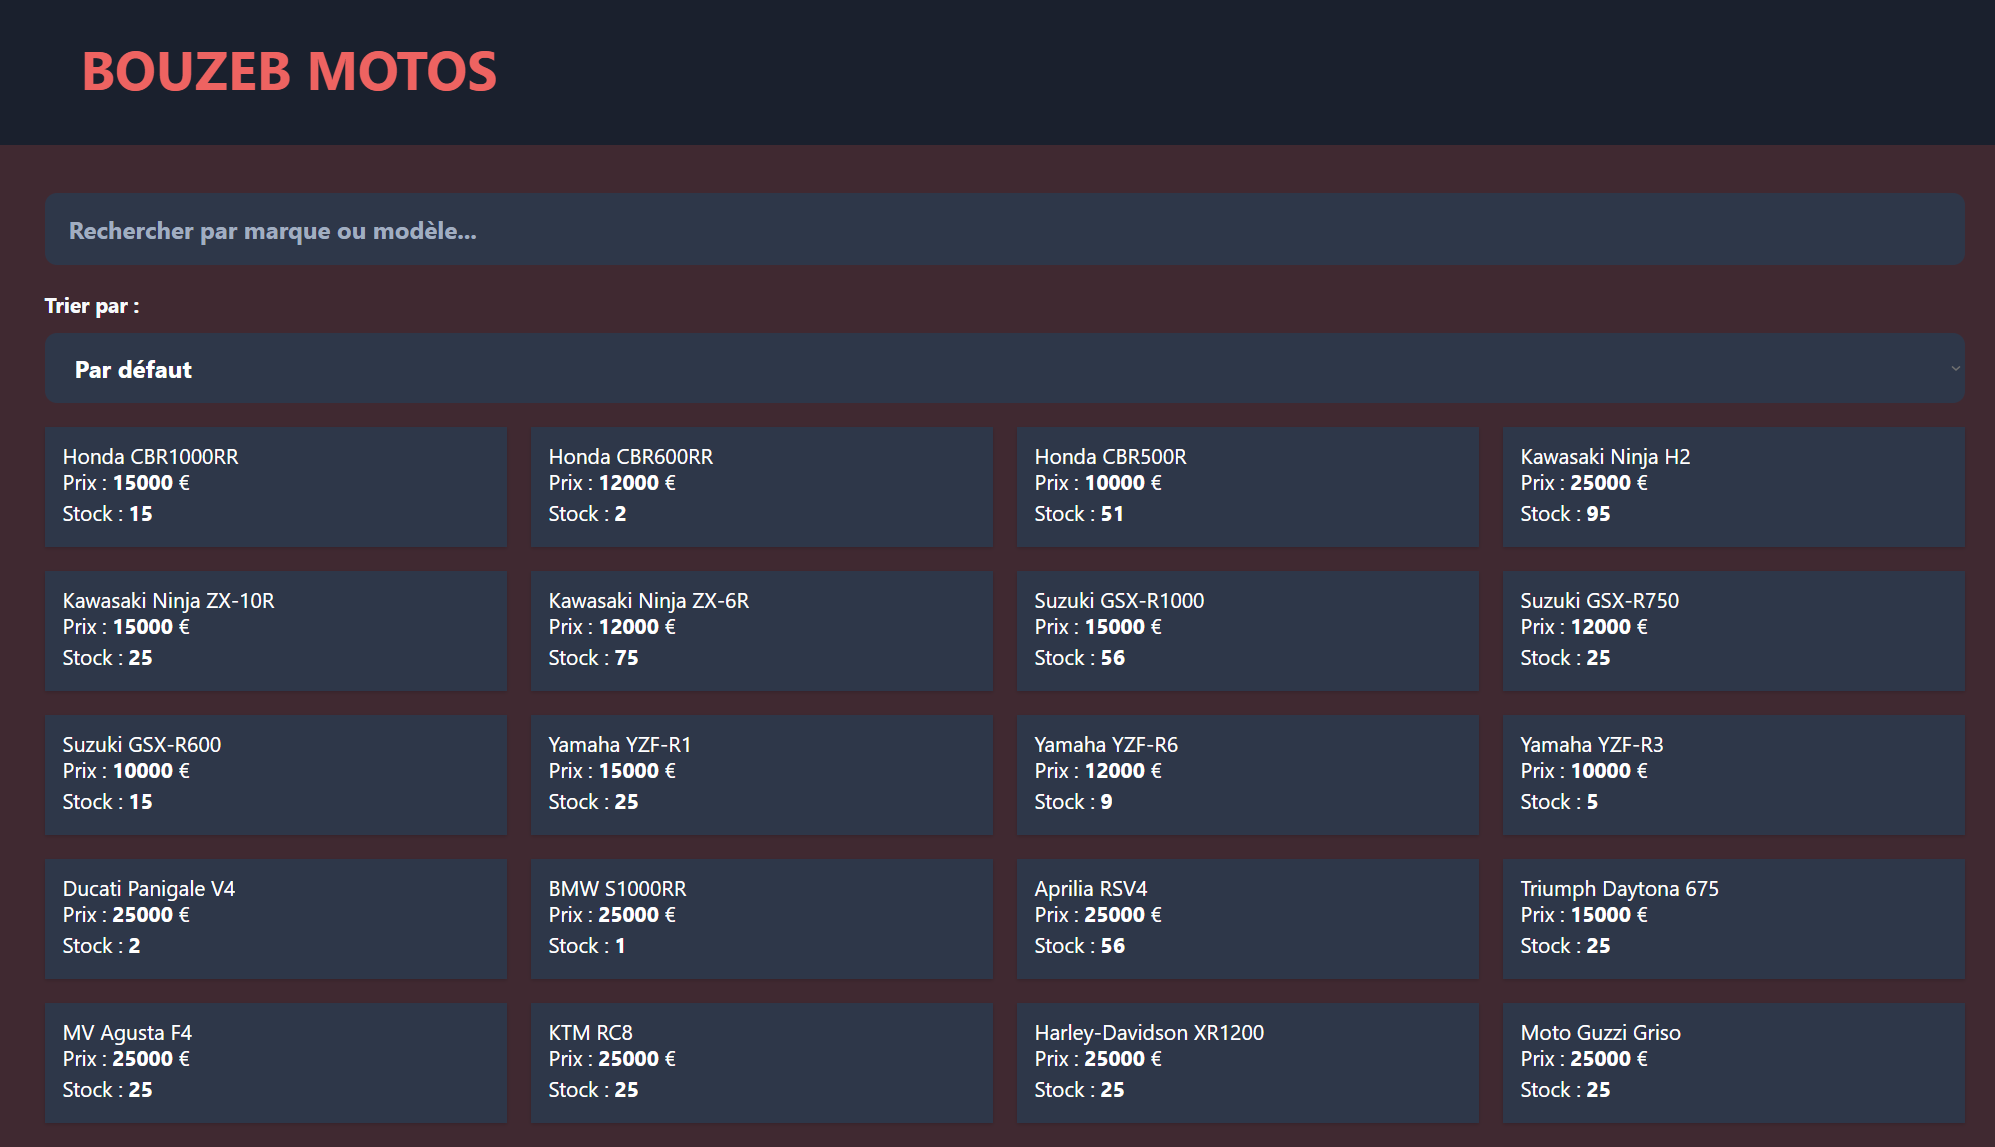 BOUZEB MOTOS
Rechercher par marque ou modèle...
Trier par :
Par défaut
Honda CBR1000RR
Prix : 15000 €
Stock : 15
Honda CBR600RR
Prix : 12000 €
Stock : 2
Honda CBR500R
Prix : 10000 €
Stock : 51
Kawasaki Ninja H2
Prix : 25000 €
Stock : 95
Kawasaki Ninja ZX-10R
Prix : 15000 €
Stock : 25
Kawasaki Ninja ZX-6R
Prix : 12000 €
Stock : 75
Suzuki GSX-R1000
Prix : 15000 €
Stock : 56
Suzuki GSX-R750
Prix : 12000 €
Stock : 25
Suzuki GSX-R600
Prix : 10000 €
Stock : 15
Yamaha YZF-R1
Prix : 15000 €
Stock : 25
Yamaha YZF-R6
Prix : 12000 €
Stock : 9
Yamaha YZF-R3
Prix : 10000 €
Stock : 5
Ducati Panigale V4
Prix : 25000 €
Stock : 2
BMW S1000RR
Prix : 25000 €
Stock : 1
Aprilia RSV4
Prix : 25000 €
Stock : 56
Triumph Daytona 675
Prix : 15000 €
Stock : 25
MV Agusta F4
Prix : 25000 €
Stock : 25
KTM RC8
Prix : 25000 €
Stock : 25
Harley-Davidson XR1200
Prix : 25000 €
Stock : 25
Moto Guzzi Griso
Prix : 25000 €
Stock : 25